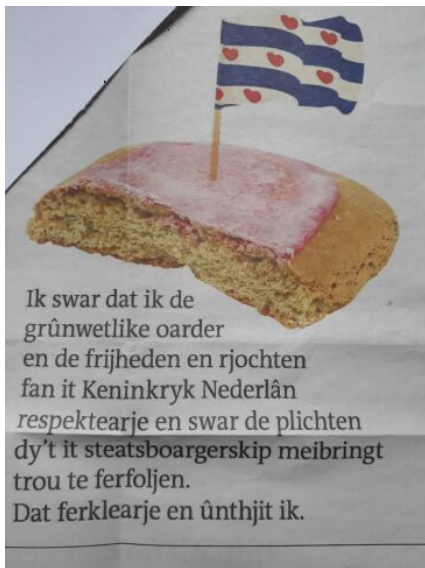 Ik swar dat ik de
grûnwetlike oarder
en de frijheden en rjochten
fan it Keninkryk Nederlân
respektearje en swar de plichten
dy't it steatsboargerskip meibringt
trou te ferfoljen.
Dat ferklearje en ûnthjit ik.